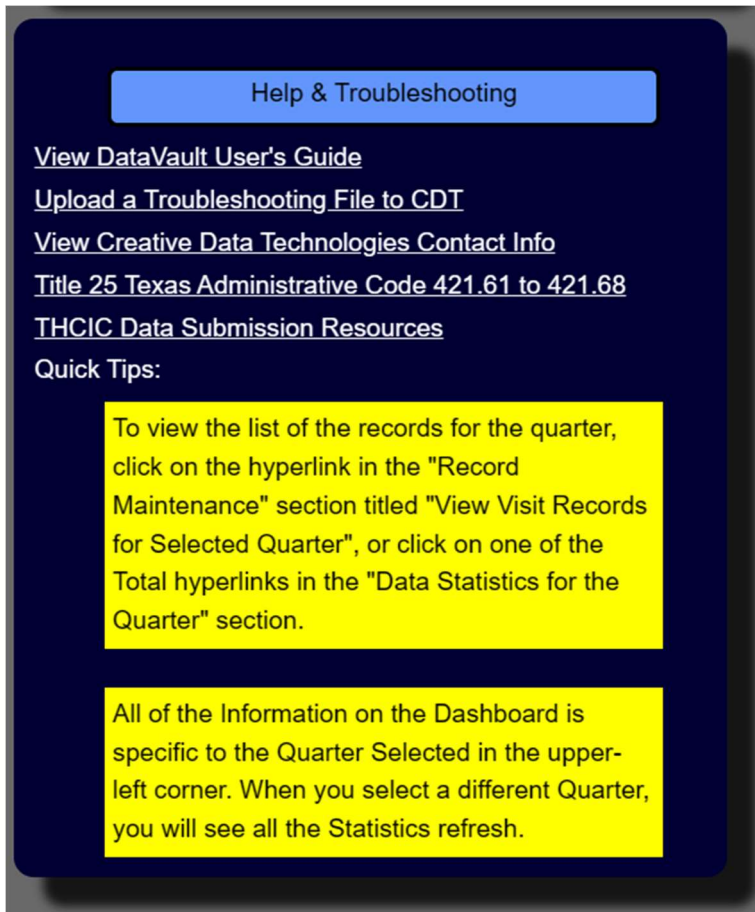 Help & Troubleshooting
View DataVault User's Guide
Upload a Troubleshooting File to CDT
View Creative Data Technologies Contact Info
Title 25 Texas Administrative Code 421.61 to 421.68
THCIC Data Submission Resources
Quick Tips:
To view the list of the records for the quarter,
click on the hyperlink in the "Record
Maintenance" section titled "View Visit Records
for Selected Quarter", or click on one of the
Total hyperlinks in the "Data Statistics for the
Quarter" section.
All of the Information on the Dashboard is
specific to the Quarter Selected in the upper-
left corner. When you select a different Quarter,
you will see all the Statistics refresh.